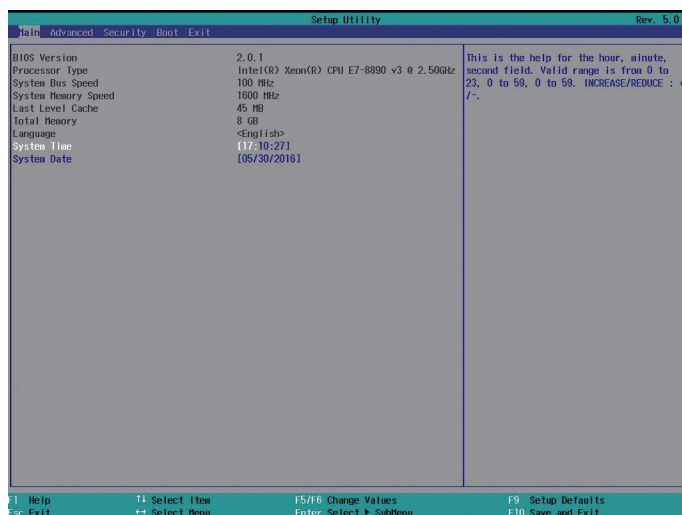 Setup Utility Rev. 5.0
Main Advanced Security Boot Exit
BIOS Version 2.0.1
Processor Type Intel(R) Xeon(R) CPU E7-8890 v3 @ 2.50GHz
System Bus Speed 100 MHz
System Memory Speed 1600 MHz
Last Level Cache 45 MB
Total Memory 8 GB
Language <English>
System Time [17:10:27]
System Date [05/30/2016]
This is the help for the hour, minute,
second field. Valid range is from 0 to
23, 0 to 59, 0 to 59. INCREASE/REDUCE : +
/-.
F1 Help ↑↓ Select Item F5/F6 Change Values F9 Setup Defaults
Esc Exit ↔ Select Menu Enter Select ▶ SubMenu F10 Save and Exit